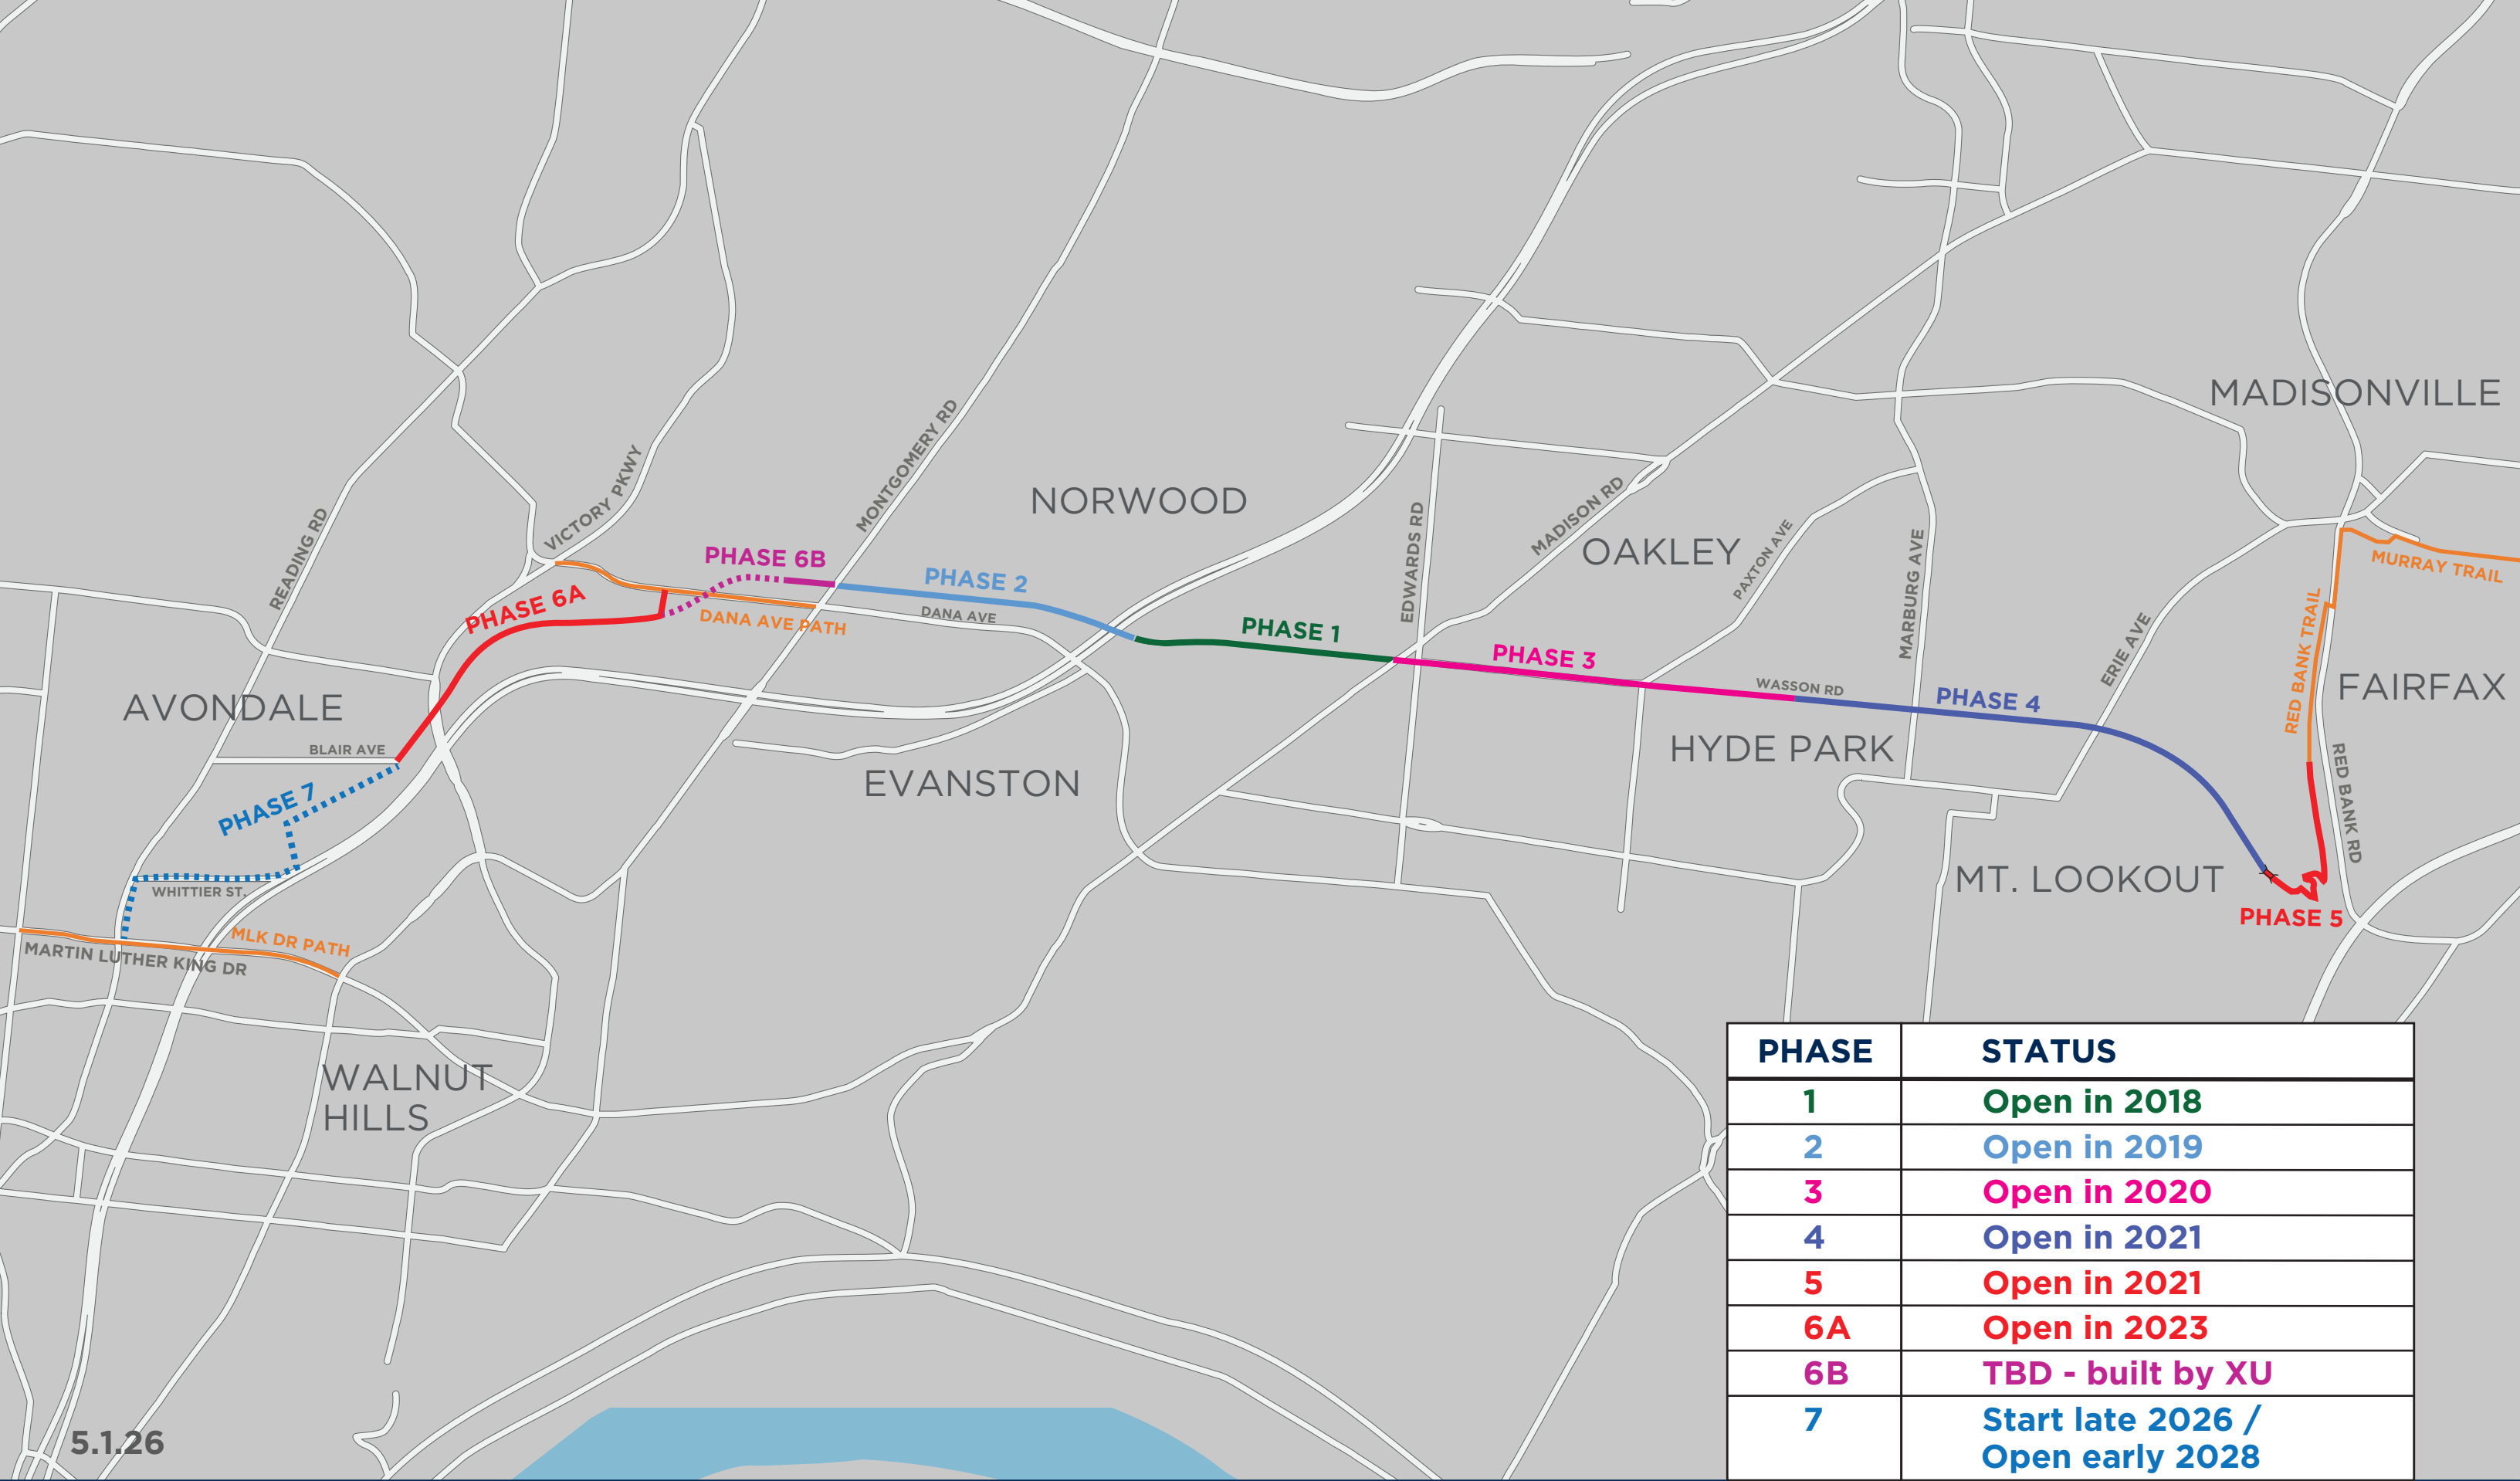 MADISONVILLE
MONTGOMERY RD
VICTORY PKWY
NORWOOD
READING RD
EDWARDS RD
MADISON RD
OAKLEY
PAXTON AVE
MARBURG AVE
MURRAY TRAIL
PHASE 6B
PHASE 2
PHASE 6A
DANA AVE PATH
DANA AVE
PHASE 1
PHASE 3
ERIE AVE
RED BANK TRAIL
FAIRFAX
WASSON RD
PHASE 4
AVONDALE
BLAIR AVE
HYDE PARK
EVANSTON
RED BANK RD
PHASE 7
WHITTIER ST.
MT. LOOKOUT
PHASE 5
MLK DR PATH
MARTIN LUTHER KING DR
WALNUT
HILLS
PHASE STATUS
1 Open in 2018
2 Open in 2019
3 Open in 2020
4 Open in 2021
5 Open in 2021
6A Open in 2023
6B TBD - built by XU
7 Start late 2026 /
Open early 2028
5.1.26